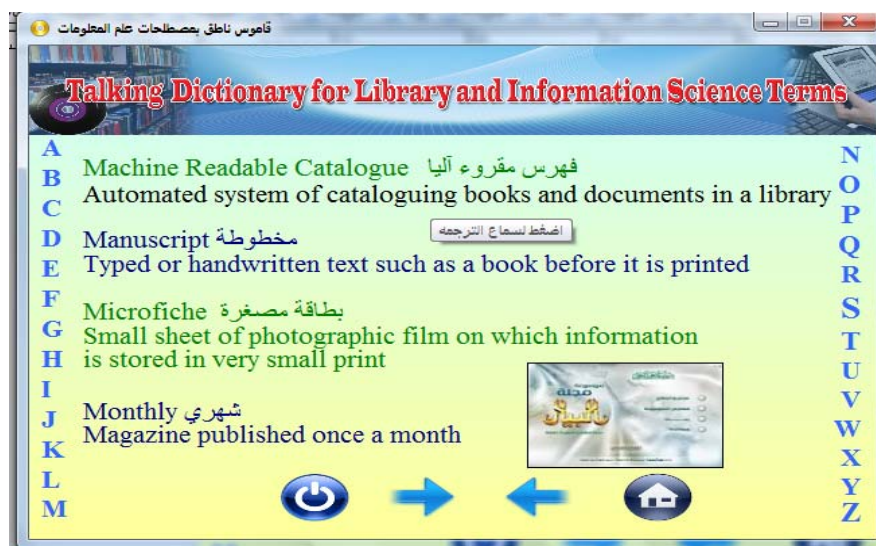 قاموس ناطق بمصطلحات علم المعلومات
Talking Dictionary for Library and Information Science Terms
A
B
C
D
E
F
G
H
I
J
K
L
M
Machine Readable Catalogue فهرس مقروء آليا
Automated system of cataloguing books and documents in a library
اضغط لسماع الترجمه
Manuscript مخطوطة
Typed or handwritten text such as a book before it is printed
Microfiche بطاقة مصغرة
Small sheet of photographic film on which information
is stored in very small print
Monthly شهري
Magazine published once a month
مجلة
البيان
N
O
P
Q
R
S
T
U
V
W
X
Y
Z